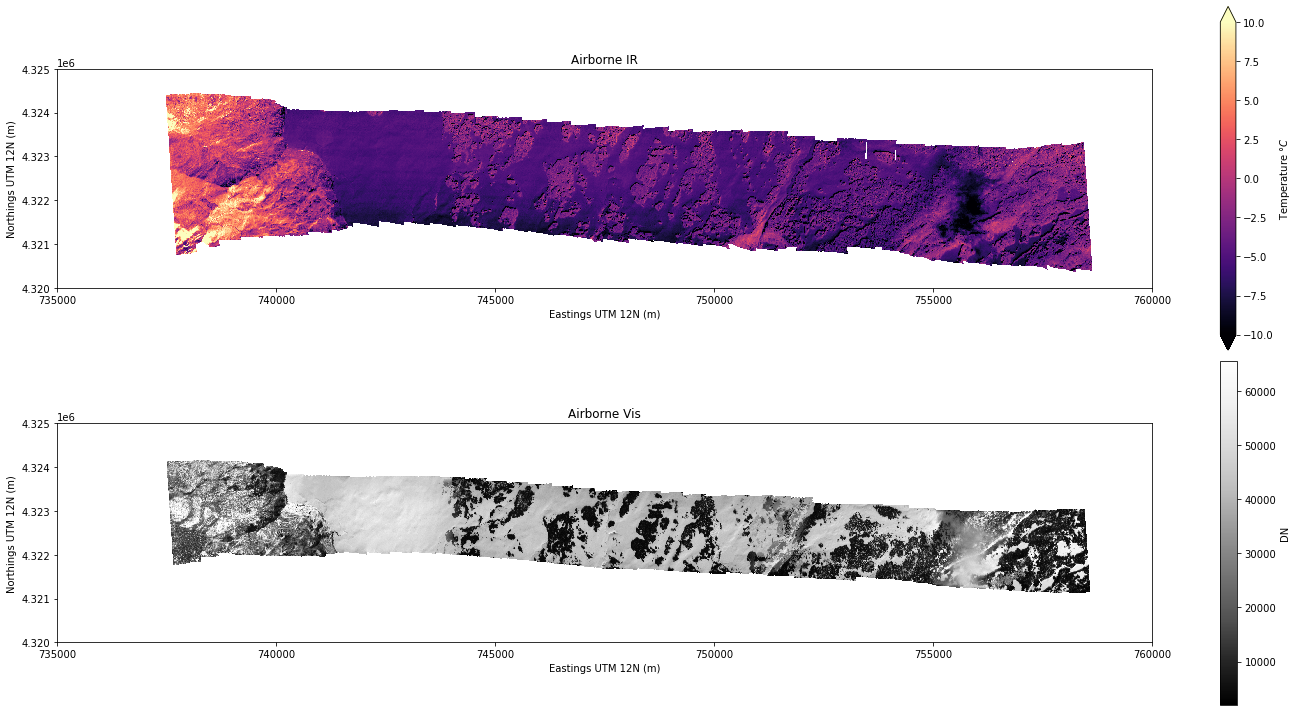 Airborne IR
1e6
4.325
4.324
4.323
4.322
4.321
4.320
Northings UTM 12N (m)
735000 740000 745000 750000 755000 760000
Eastings UTM 12N (m)
10.0
7.5
5.0
2.5
0.0
−2.5
−5.0
−7.5
−10.0
Temperature °C
Airborne Vis
1e6
4.325
4.324
4.323
4.322
4.321
4.320
Northings UTM 12N (m)
735000 740000 745000 750000 755000 760000
Eastings UTM 12N (m)
60000
50000
40000
30000
20000
10000
DN